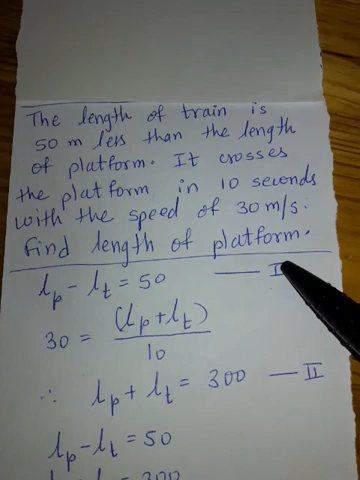 The length of train is
50 m less than the length
of platform. It crosses
the platform in 10 seconds
with the speed of 30 m/s.
Find length of platform.
lp - lt = 50 —— I
30 = (lp + lt) / 10
∴ lp + lt = 300 — II
lp - lt = 50